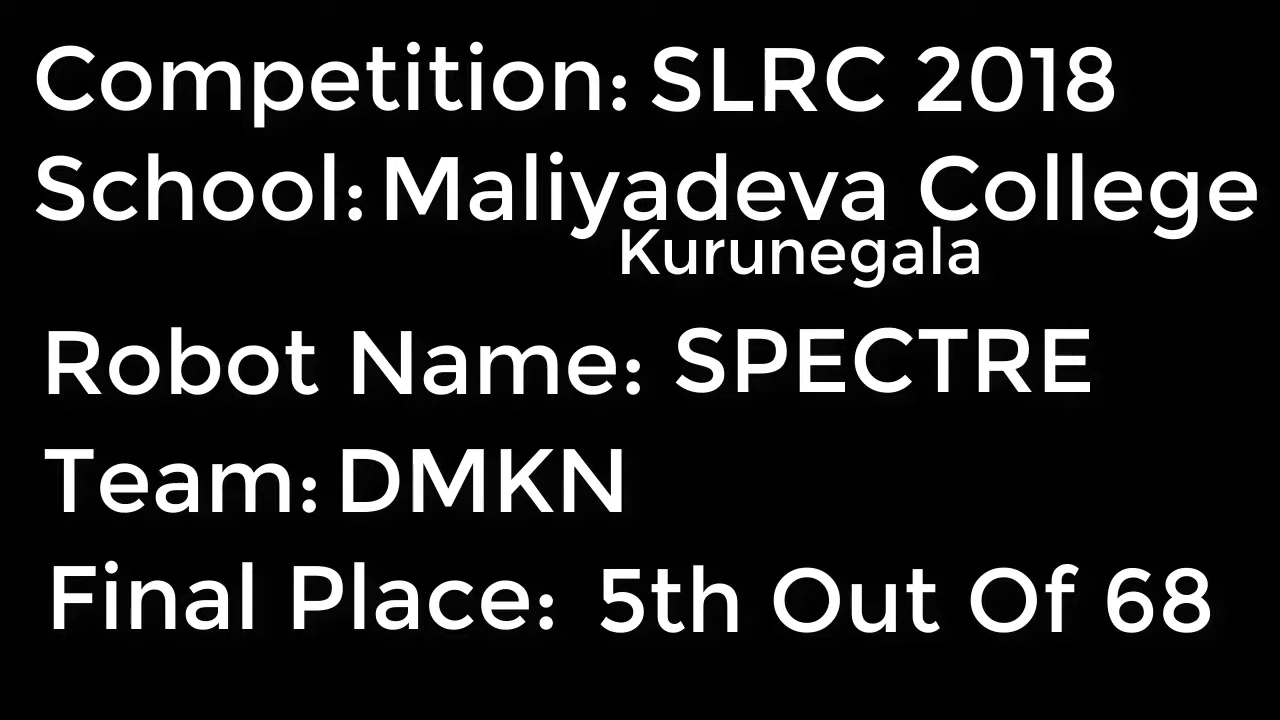 Competition: SLRC 2018
School: Maliyadeva College
Kurunegala
Robot Name: SPECTRE
Team: DMKN
Final Place: 5th Out Of 68